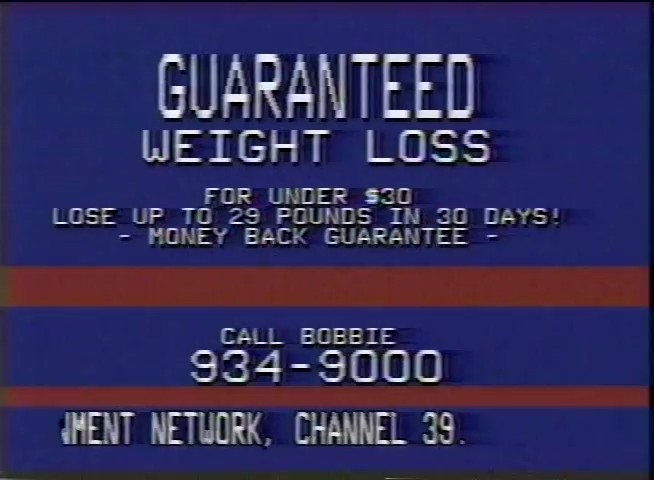 GUARANTEED
WEIGHT LOSS
FOR UNDER $30
LOSE UP TO 29 POUNDS IN 30 DAYS!
- MONEY BACK GUARANTEE -
CALL BOBBIE
934-9000
NETWORK, CHANNEL 39.